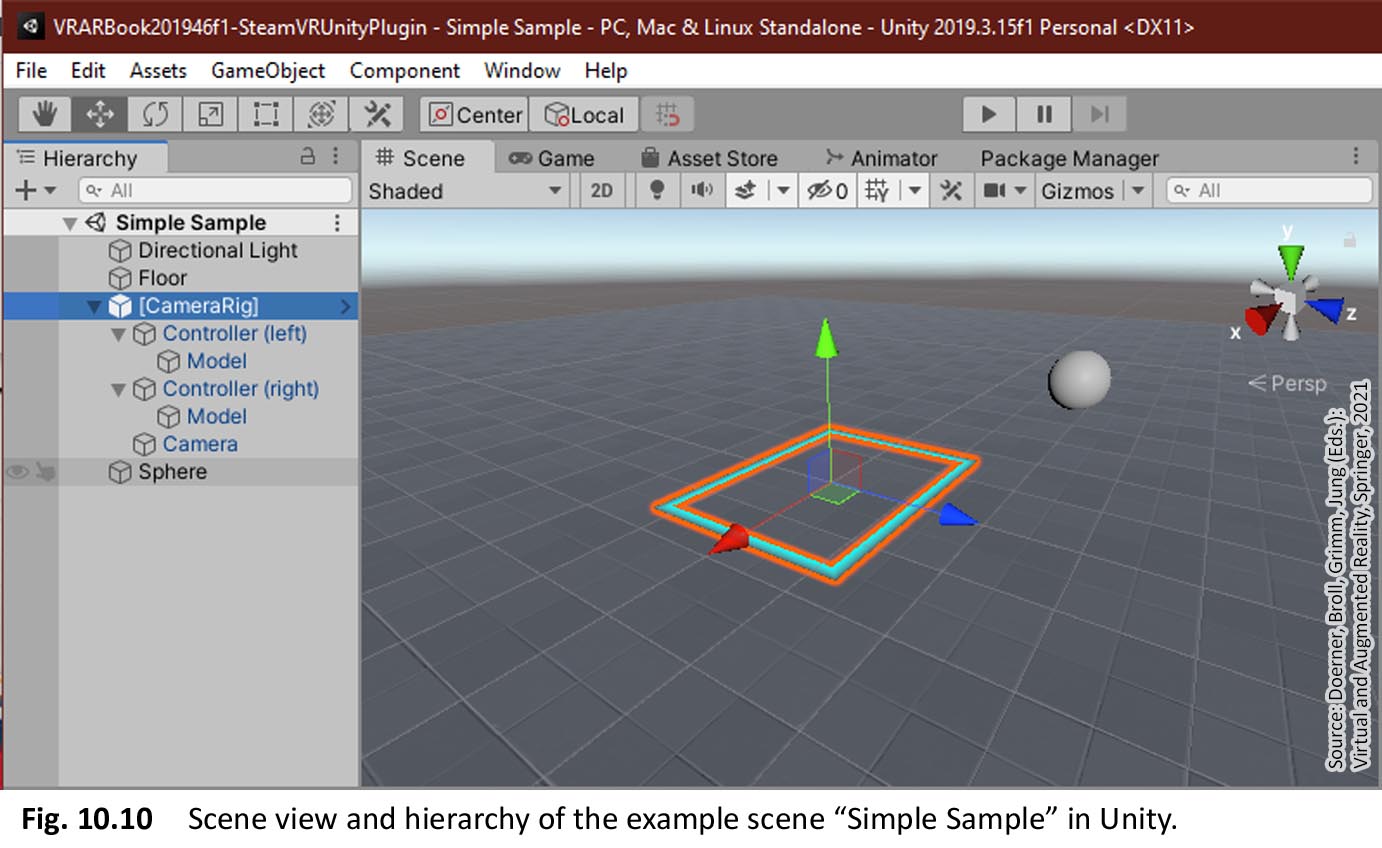 VRARBook201946f1-SteamVRUnityPlugin - Simple Sample - PC, Mac & Linux Standalone - Unity 2019.3.15f1 Personal <DX11>
File Edit Assets GameObject Component Window Help
Center Local
Hierarchy
All
Simple Sample
Directional Light
Floor
[CameraRig]
Controller (left)
Model
Controller (right)
Model
Camera
Sphere
Scene Game Asset Store Animator Package Manager
Shaded 2D 0 Gizmos All
y
x
z
Persp
Source: Doerner, Broll, Grimm, Jung (Eds.):
Virtual and Augmented Reality, Springer, 2021
Fig. 10.10 Scene view and hierarchy of the example scene “Simple Sample” in Unity.